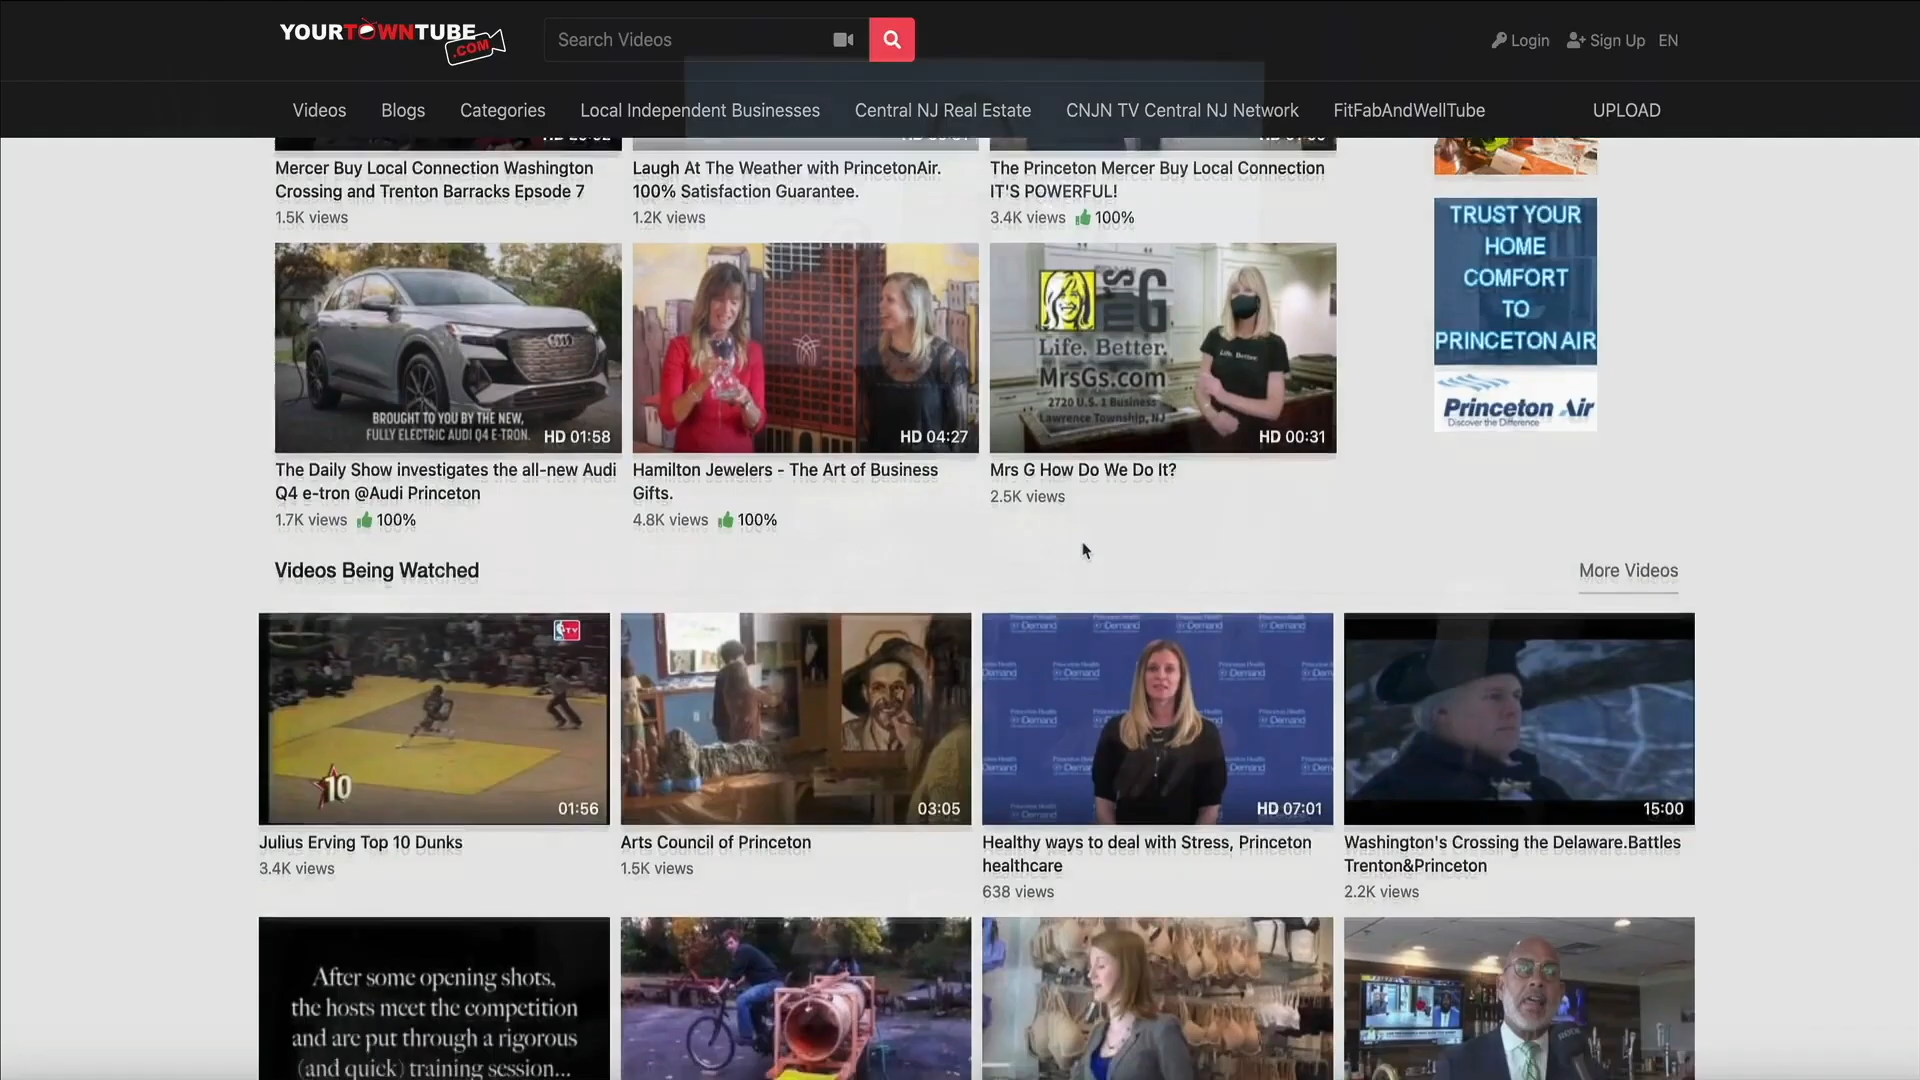 YOURTOWNTUBE
.COM
Search Videos
Login
Sign Up
EN
Videos
Blogs
Categories
Local Independent Businesses
Central NJ Real Estate
CNJN TV Central NJ Network
FitFabAndWellTube
UPLOAD
Mercer Buy Local Connection Washington
Crossing and Trenton Barracks Epsode 7
1.5K views
Laugh At The Weather with PrincetonAir.
100% Satisfaction Guarantee.
1.2K views
The Princeton Mercer Buy Local Connection
IT'S POWERFUL!
3.4K views 100%
TRUST YOUR
HOME
COMFORT
TO
PRINCETON AIR
Princeton Air
Discover the Difference
BROUGHT TO YOU BY THE NEW,
FULLY ELECTRIC AUDI Q4 E-TRON.
HD 01:58
The Daily Show investigates the all-new Audi
Q4 e-tron @Audi Princeton
1.7K views 100%
HD 04:27
Hamilton Jewelers - The Art of Business
Gifts.
4.8K views 100%
Life. Better.
MrsGs.com
2720 U.S. 1 Business
Lawrence Township, NJ
Life. Better.
HD 00:31
Mrs G How Do We Do It?
2.5K views
Videos Being Watched
More Videos
TV
10
01:56
Julius Erving Top 10 Dunks
3.4K views
03:05
Arts Council of Princeton
1.5K views
Princeton Health
Demand
HD 07:01
Healthy ways to deal with Stress, Princeton
healthcare
638 views
15:00
Washington's Crossing the Delaware.Battles
Trenton&Princeton
2.2K views
After some opening shots,
the hosts meet the competition
and are put through a rigorous
(and quick) training session...